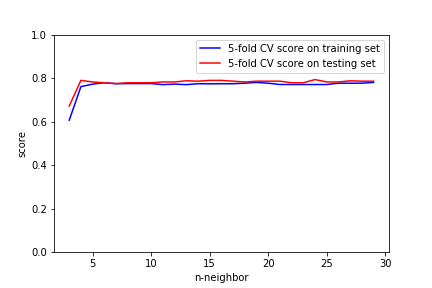 5-fold CV score on training set
5-fold CV score on testing set
score
1.0
0.8
0.6
0.4
0.2
0.0
5 10 15 20 25 30
n-neighbor